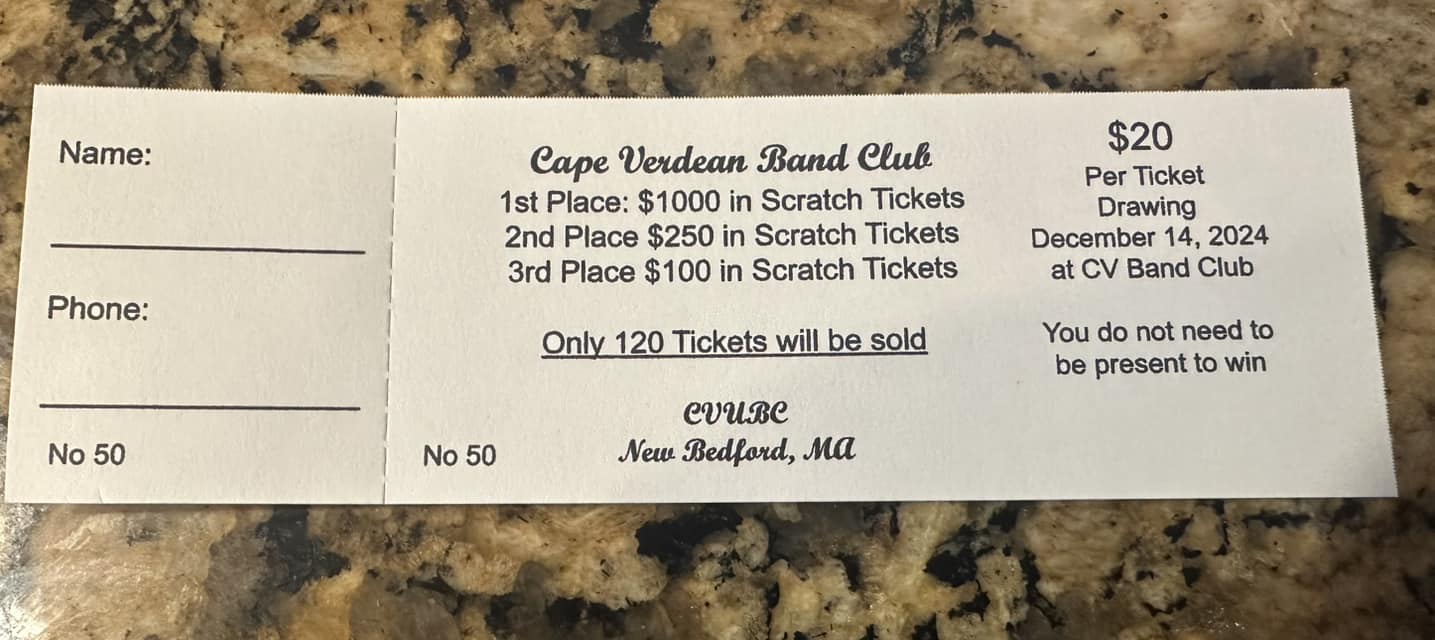 Name:
Phone:
No 50
Cape Verdean Band Club
1st Place: $1000 in Scratch Tickets
2nd Place $250 in Scratch Tickets
3rd Place $100 in Scratch Tickets
Only 120 Tickets will be sold
CVUBC
New Bedford, MA
No 50
$20
Per Ticket
Drawing
December 14, 2024
at CV Band Club
You do not need to
be present to win